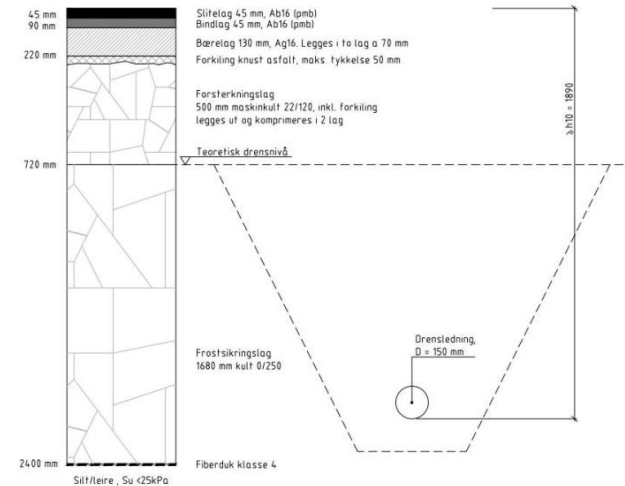 45 mm
Slitelag 45 mm, Ab16 (pmb)
90 mm
Bindlag 45 mm, Ab16 (pmb)
Bærelag 130 mm, Ag16. Legges i to lag a 70 mm
220 mm
Forkiling knust asfalt, maks tykkelse 50 mm
Forsterkningslag
500 mm maskinkult 22/120, inkl. forkiling
legges ut og komprimeres i 2 lag
≥h10 = 1890
Teoretisk drensnivå
720 mm
Drensledning,
D = 150 mm
Frostsikringslag
1680 mm kult 0/250
2400 mm
Fiberduk klasse 4
Silt/leire , Su <25kPa